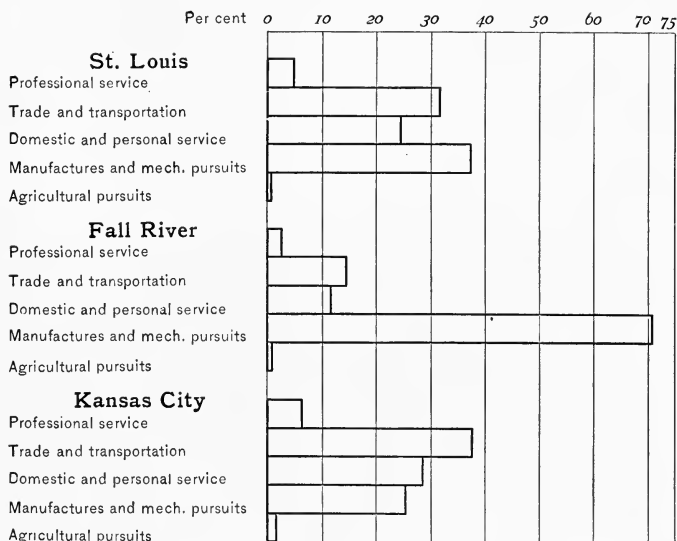 Per cent 0 10 20 30 40 50 60 70 75
St. Louis
Professional service
Trade and transportation
Domestic and personal service
Manufactures and mech. pursuits
Agricultural pursuits
Fall River
Professional service
Trade and transportation
Domestic and personal service
Manufactures and mech. pursuits
Agricultural pursuits
Kansas City
Professional service
Trade and transportation
Domestic and personal service
Manufactures and mech. pursuits
Agricultural pursuits